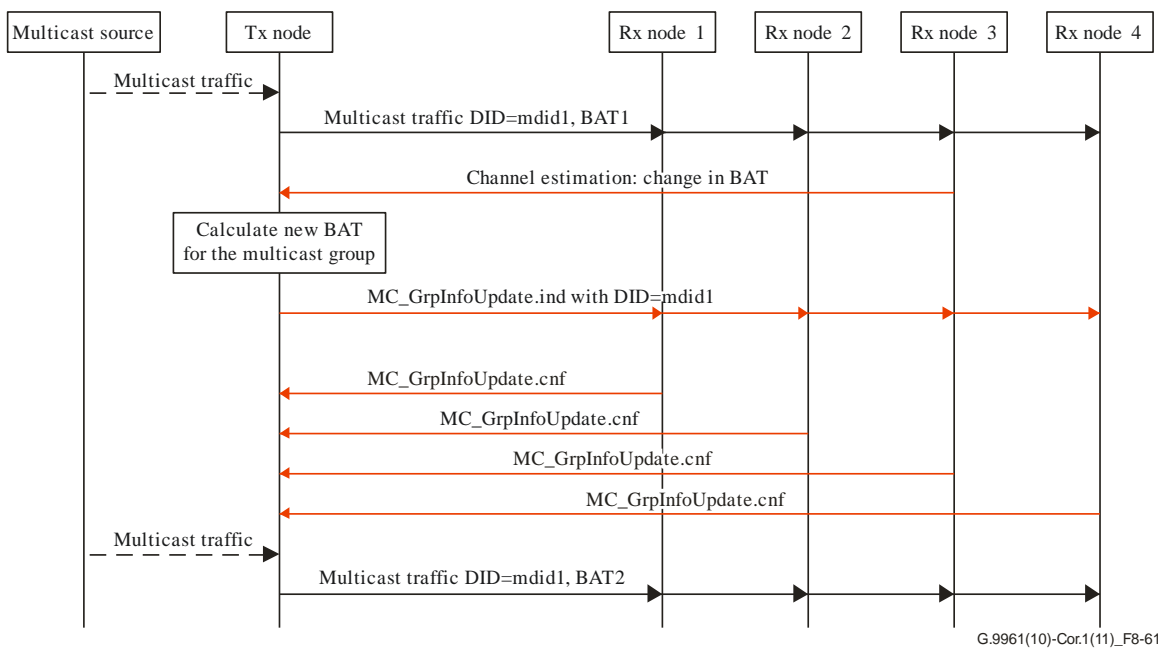 Multicast source
Tx node
Rx node 1
Rx node 2
Rx node 3
Rx node 4
Multicast traffic
Multicast traffic DID=mdid1, BAT1
Channel estimation: change in BAT
Calculate new BAT
for the multicast group
MC_GrpInfoUpdate.ind with DID=mdid1
MC_GrpInfoUpdate.cnf
MC_GrpInfoUpdate.cnf
MC_GrpInfoUpdate.cnf
MC_GrpInfoUpdate.cnf
Multicast traffic
Multicast traffic DID=mdid1, BAT2
G.9961(10)-Cor.1(11)_F8-61